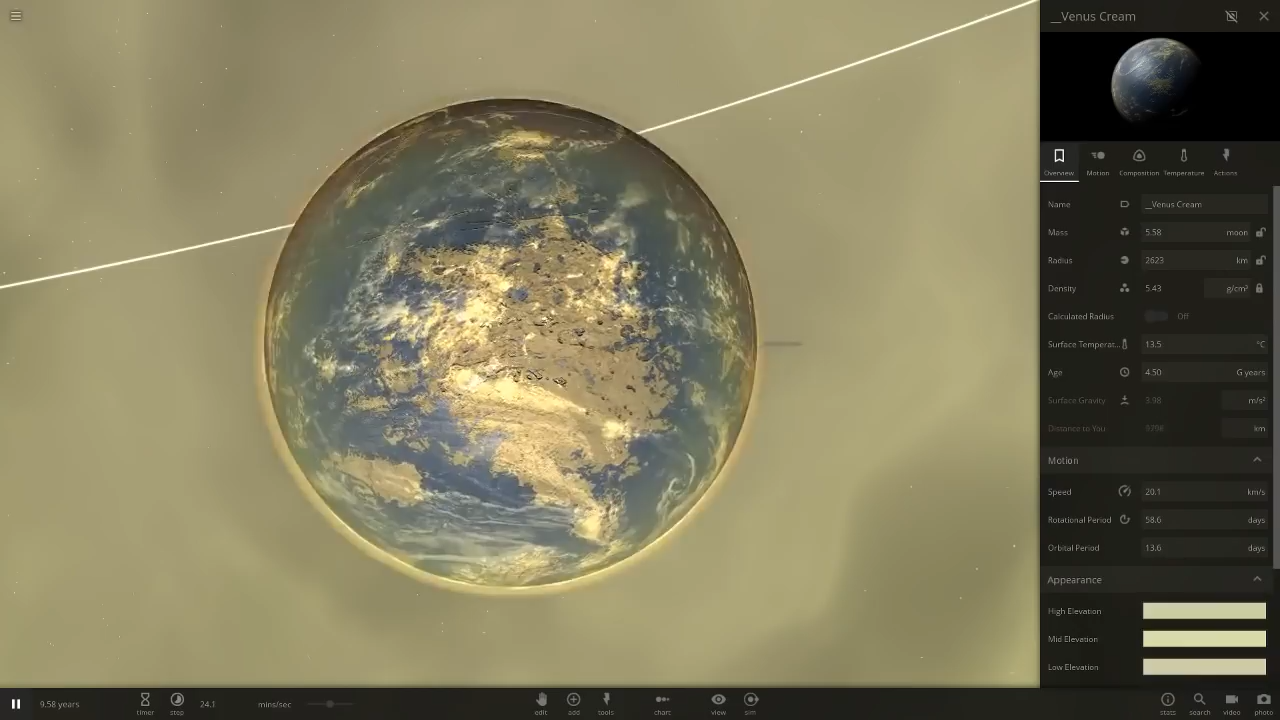 __Venus Cream
Overview Motion Composition Temperature Actions
Name __Venus Cream
Mass 5.58 moon
Radius 2623 km
Density 5.43 g/cm³
Calculated Radius Off
Surface Temperat... 13.5 °C
Age 4.50 G years
Surface Gravity 3.98 m/s²
Distance to You 9798 km
Motion
Speed 20.1 km/s
Rotational Period 58.6 days
Orbital Period 13.6 days
Appearance
High Elevation
Mid Elevation
Low Elevation
9.58 years timer step 24.1 mins/sec edit add tools chart view sim stats search video photo